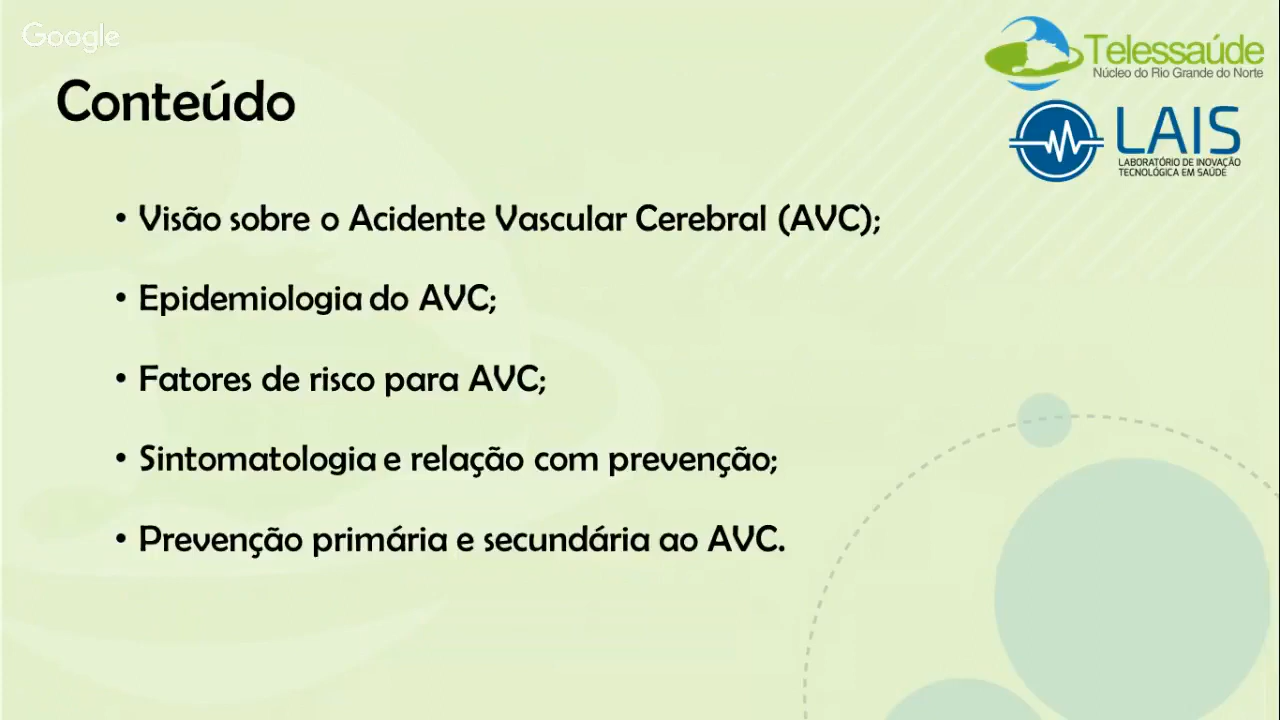 Google
Telessaúde
Núcleo do Rio Grande do Norte
Conteúdo
LAIS
LABORATÓRIO DE INOVAÇÃO
TECNOLÓGICA EM SAÚDE
• Visão sobre o Acidente Vascular Cerebral (AVC);
• Epidemiologia do AVC;
• Fatores de risco para AVC;
• Sintomatologia e relação com prevenção;
• Prevenção primária e secundária ao AVC.